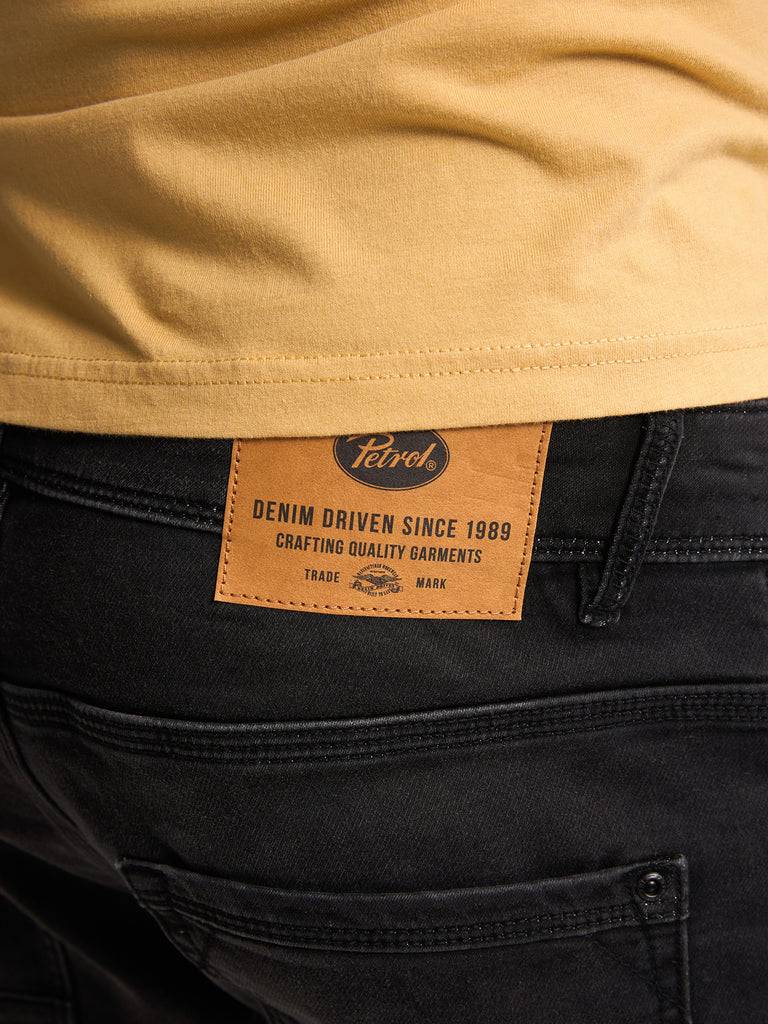 Petrol®
DENIM DRIVEN SINCE 1989
CRAFTING QUALITY GARMENTS
TRADE MARK